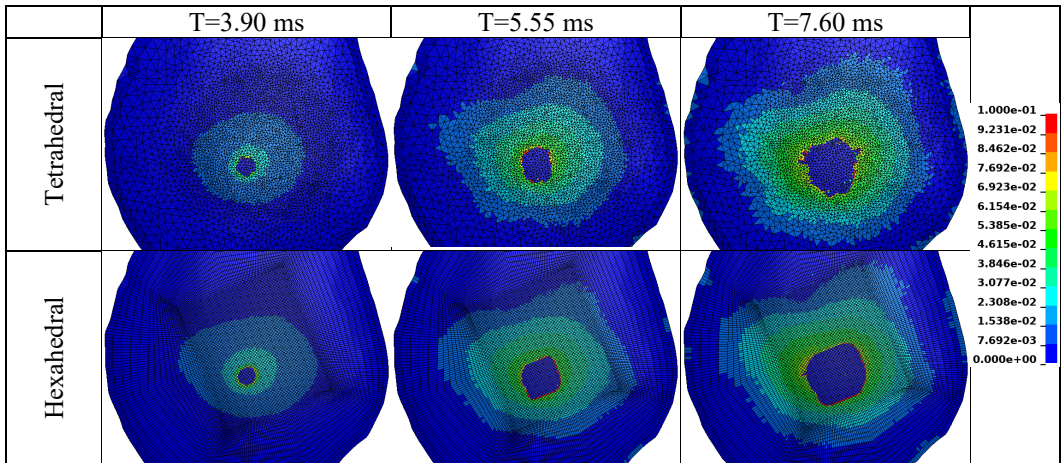 T=3.90 ms
T=5.55 ms
T=7.60 ms
Tetrahedral
Hexahedral
1.000e-01
9.231e-02
8.462e-02
7.692e-02
6.923e-02
6.154e-02
5.385e-02
4.615e-02
3.846e-02
3.077e-02
2.308e-02
1.538e-02
7.692e-03
0.000e+00